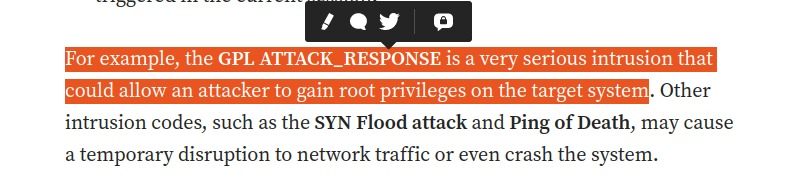 triggered in the current
For example, the GPL ATTACK_RESPONSE is a very serious intrusion that
could allow an attacker to gain root privileges on the target system. Other
intrusion codes, such as the SYN Flood attack and Ping of Death, may cause
a temporary disruption to network traffic or even crash the system.